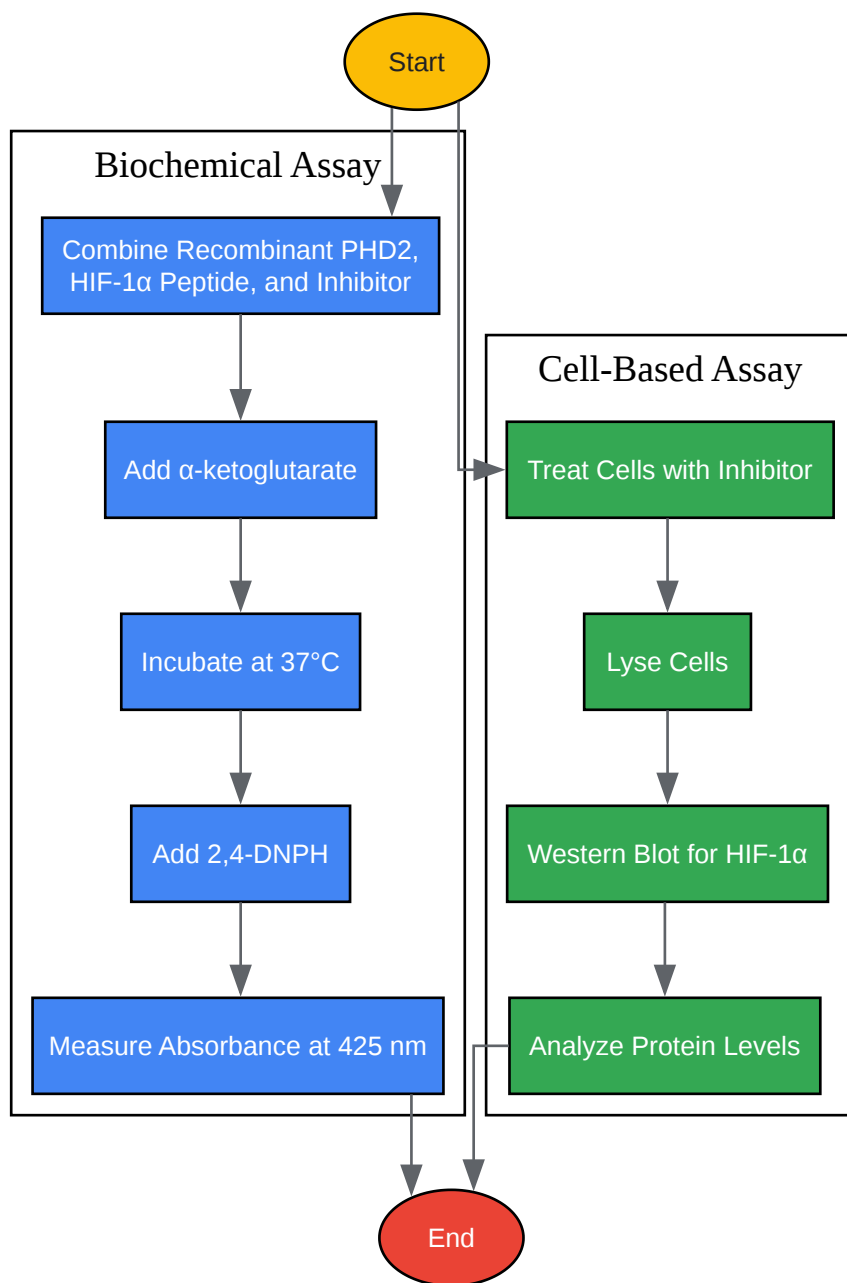 Start
Biochemical Assay
Combine Recombinant PHD2,
HIF-1α Peptide, and Inhibitor
Add α-ketoglutarate
Incubate at 37°C
Add 2,4-DNPH
Measure Absorbance at 425 nm
Cell-Based Assay
Treat Cells with Inhibitor
Lyse Cells
Western Blot for HIF-1α
Analyze Protein Levels
End